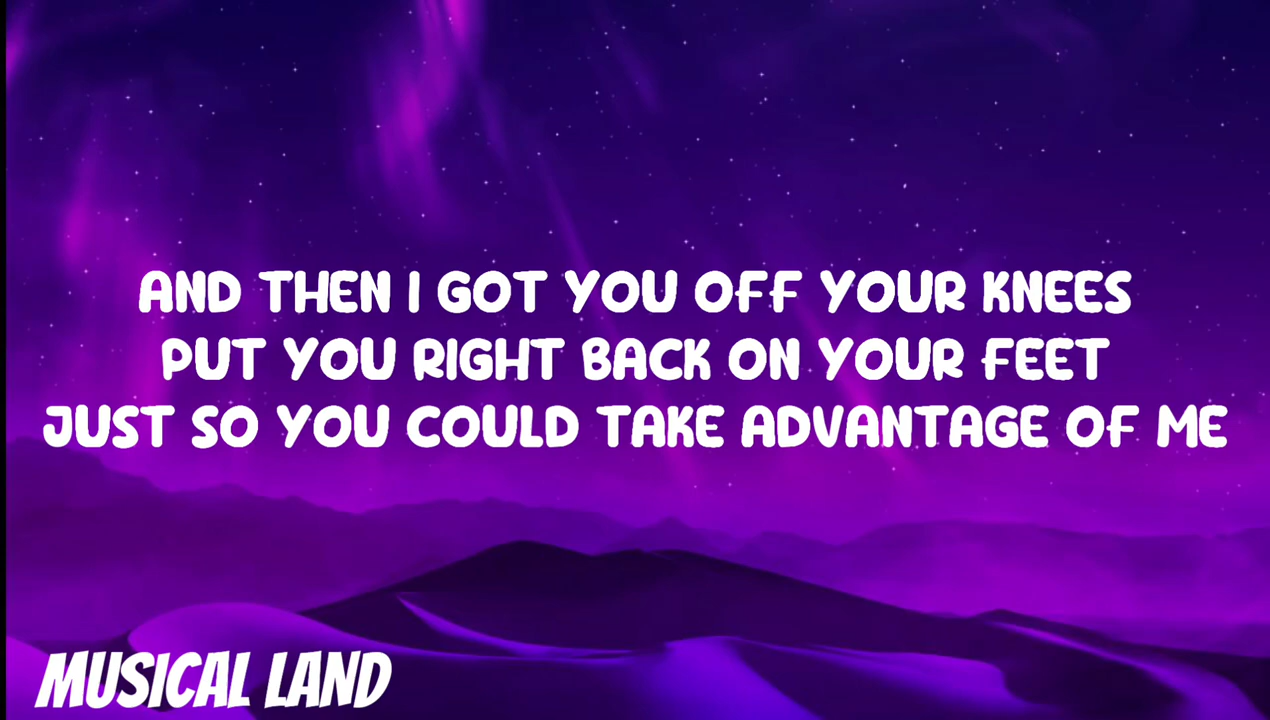 AND THEN I GOT YOU OFF YOUR KNEES
PUT YOU RIGHT BACK ON YOUR FEET
JUST SO YOU COULD TAKE ADVANTAGE OF ME
MUSICAL LAND